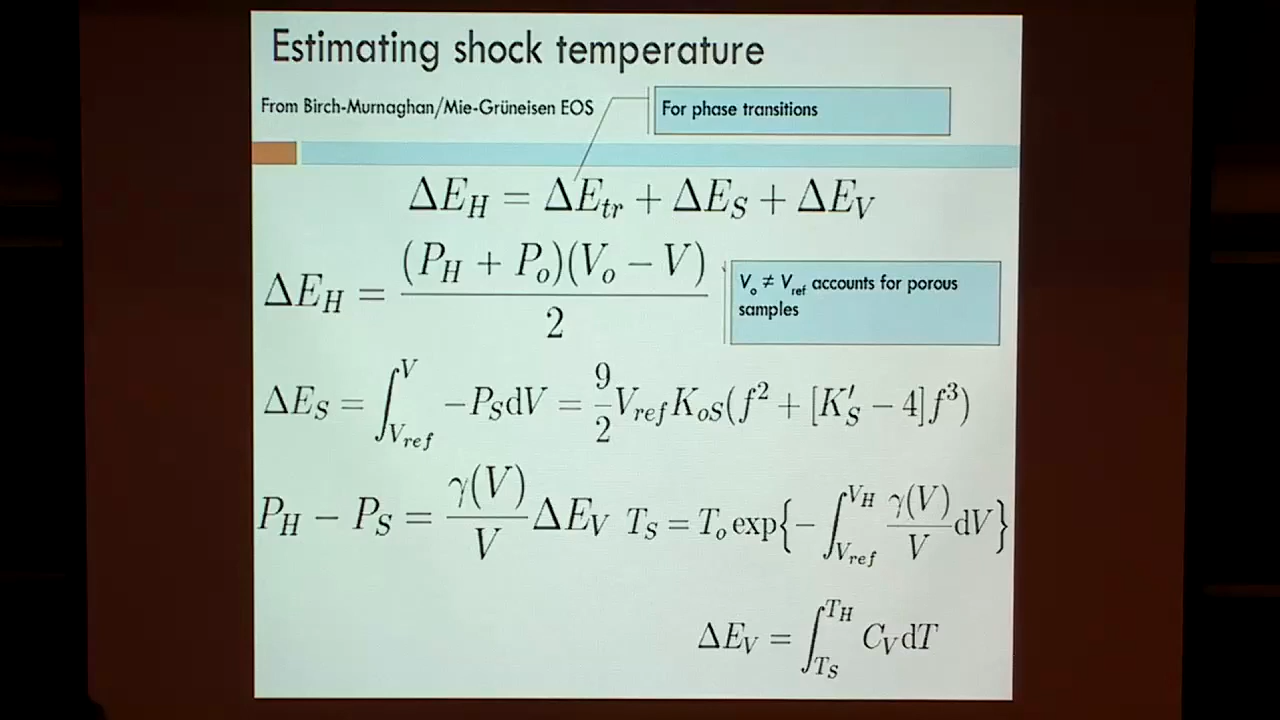 Estimating shock temperature
From Birch-Murnaghan/Mie-Grüneisen EOS
For phase transitions
ΔE_H = ΔE_tr + ΔE_S + ΔE_V
ΔE_H = (P_H + P_o)(V_o − V) / 2
V_o ≠ V_ref accounts for porous
samples
ΔE_S = ∫_{V_ref}^{V} −P_S dV = 9/2 V_ref K_oS (f² + [K′_S − 4]f³)
P_H − P_S = γ(V)/V ΔE_V
T_S = T_o exp{−∫_{V_ref}^{V_H} γ(V)/V dV}
ΔE_V = ∫_{T_S}^{T_H} C_V dT